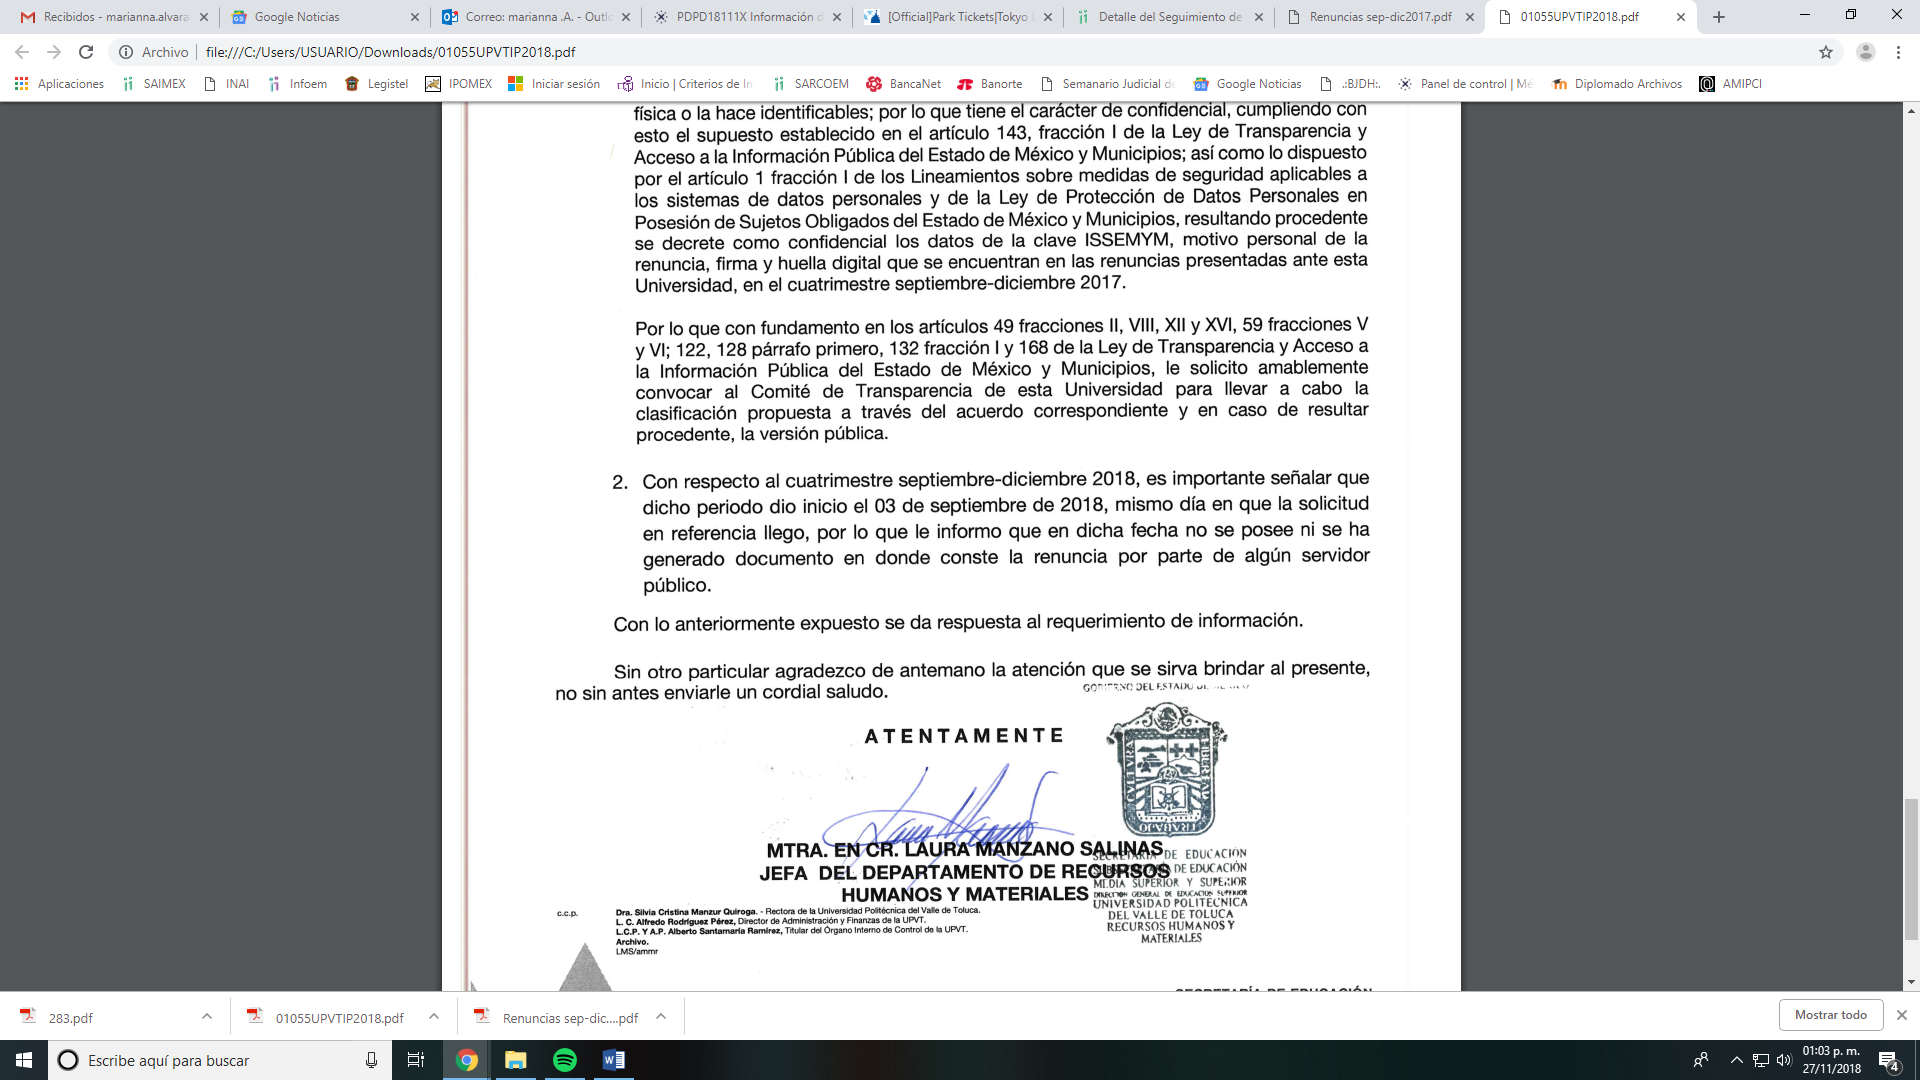 Recibidos - marianna.alvara
Google Noticias
Correo: marianna .A. - Outlo
PDPD18111X Información d
[Official]Park Tickets|Tokyo D
Detalle del Seguimiento de
Renuncias sep-dic2017.pdf
01055UPVTIP2018.pdf
Archivo
file:///C:/Users/USUARIO/Downloads/01055UPVTIP2018.pdf
Aplicaciones
SAIMEX
INAI
Infoem
Legistel
IPOMEX
Iniciar sesión
Inicio | Criterios de In
SARCOEM
BancaNet
Banorte
Semanario Judicial de
Google Noticias
.:BJDH:.
Panel de control | Mé
Diplomado Archivos
AMIPCI
física o la hace identificables; por lo que tiene el carácter de confidencial, cumpliendo con
esto el supuesto establecido en el artículo 143, fracción I de la Ley de Transparencia y
Acceso a la Información Pública del Estado de México y Municipios; así como lo dispuesto
por el artículo 1 fracción I de los Lineamientos sobre medidas de seguridad aplicables a
los sistemas de datos personales y de la Ley de Protección de Datos Personales en
Posesión de Sujetos Obligados del Estado de México y Municipios, resultando procedente
se decrete como confidencial los datos de la clave ISSEMYM, motivo personal de la
renuncia, firma y huella digital que se encuentran en las renuncias presentadas ante esta
Universidad, en el cuatrimestre septiembre-diciembre 2017.
Por lo que con fundamento en los artículos 49 fracciones II, VIII, XII y XVI, 59 fracciones V
y VI; 122, 128 párrafo primero, 132 fracción I y 168 de la Ley de Transparencia y Acceso a
la Información Pública del Estado de México y Municipios, le solicito amablemente
convocar al Comité de Transparencia de esta Universidad para llevar a cabo la
clasificación propuesta a través del acuerdo correspondiente y en caso de resultar
procedente, la versión pública.
2. Con respecto al cuatrimestre septiembre-diciembre 2018, es importante señalar que
dicho periodo dio inicio el 03 de septiembre de 2018, mismo día en que la solicitud
en referencia llego, por lo que le informo que en dicha fecha no se posee ni se ha
generado documento en donde conste la renuncia por parte de algún servidor
público.
Con lo anteriormente expuesto se da respuesta al requerimiento de información.
Sin otro particular agradezco de antemano la atención que se sirva brindar al presente,
no sin antes enviarle un cordial saludo.
GOBIERNO DEL ESTADO DE MÉXICO
ATENTAMENTE
TRABAJO
MTRA. EN CR. LAURA MANZANO SALINAS
JEFA DEL DEPARTAMENTO DE RECURSOS
HUMANOS Y MATERIALES
SECRETARÍA DE EDUCACIÓN
SUBSECRETARÍA DE EDUCACIÓN
MEDIA SUPERIOR Y SUPERIOR
DIRECCIÓN GENERAL DE EDUCACIÓN SUPERIOR
UNIVERSIDAD POLITECNICA
DEL VALLE DE TOLUCA
RECURSOS HUMANOS Y
MATERIALES
c.c.p. Dra. Silvia Cristina Manzur Quiroga. - Rectora de la Universidad Politécnica del Valle de Toluca.
L. C. Alfredo Rodríguez Pérez, Director de Administración y Finanzas de la UPVT.
L.C.P. Y A.P. Alberto Santamaría Ramírez, Titular del Órgano Interno de Control de la UPVT.
Archivo.
LMS/ammr
SECRETARÍA DE EDUCACIÓN
283.pdf
01055UPVTIP2018.pdf
Renuncias sep-dic....pdf
Mostrar todo
Escribe aquí para buscar
01:03 p. m.
27/11/2018
4